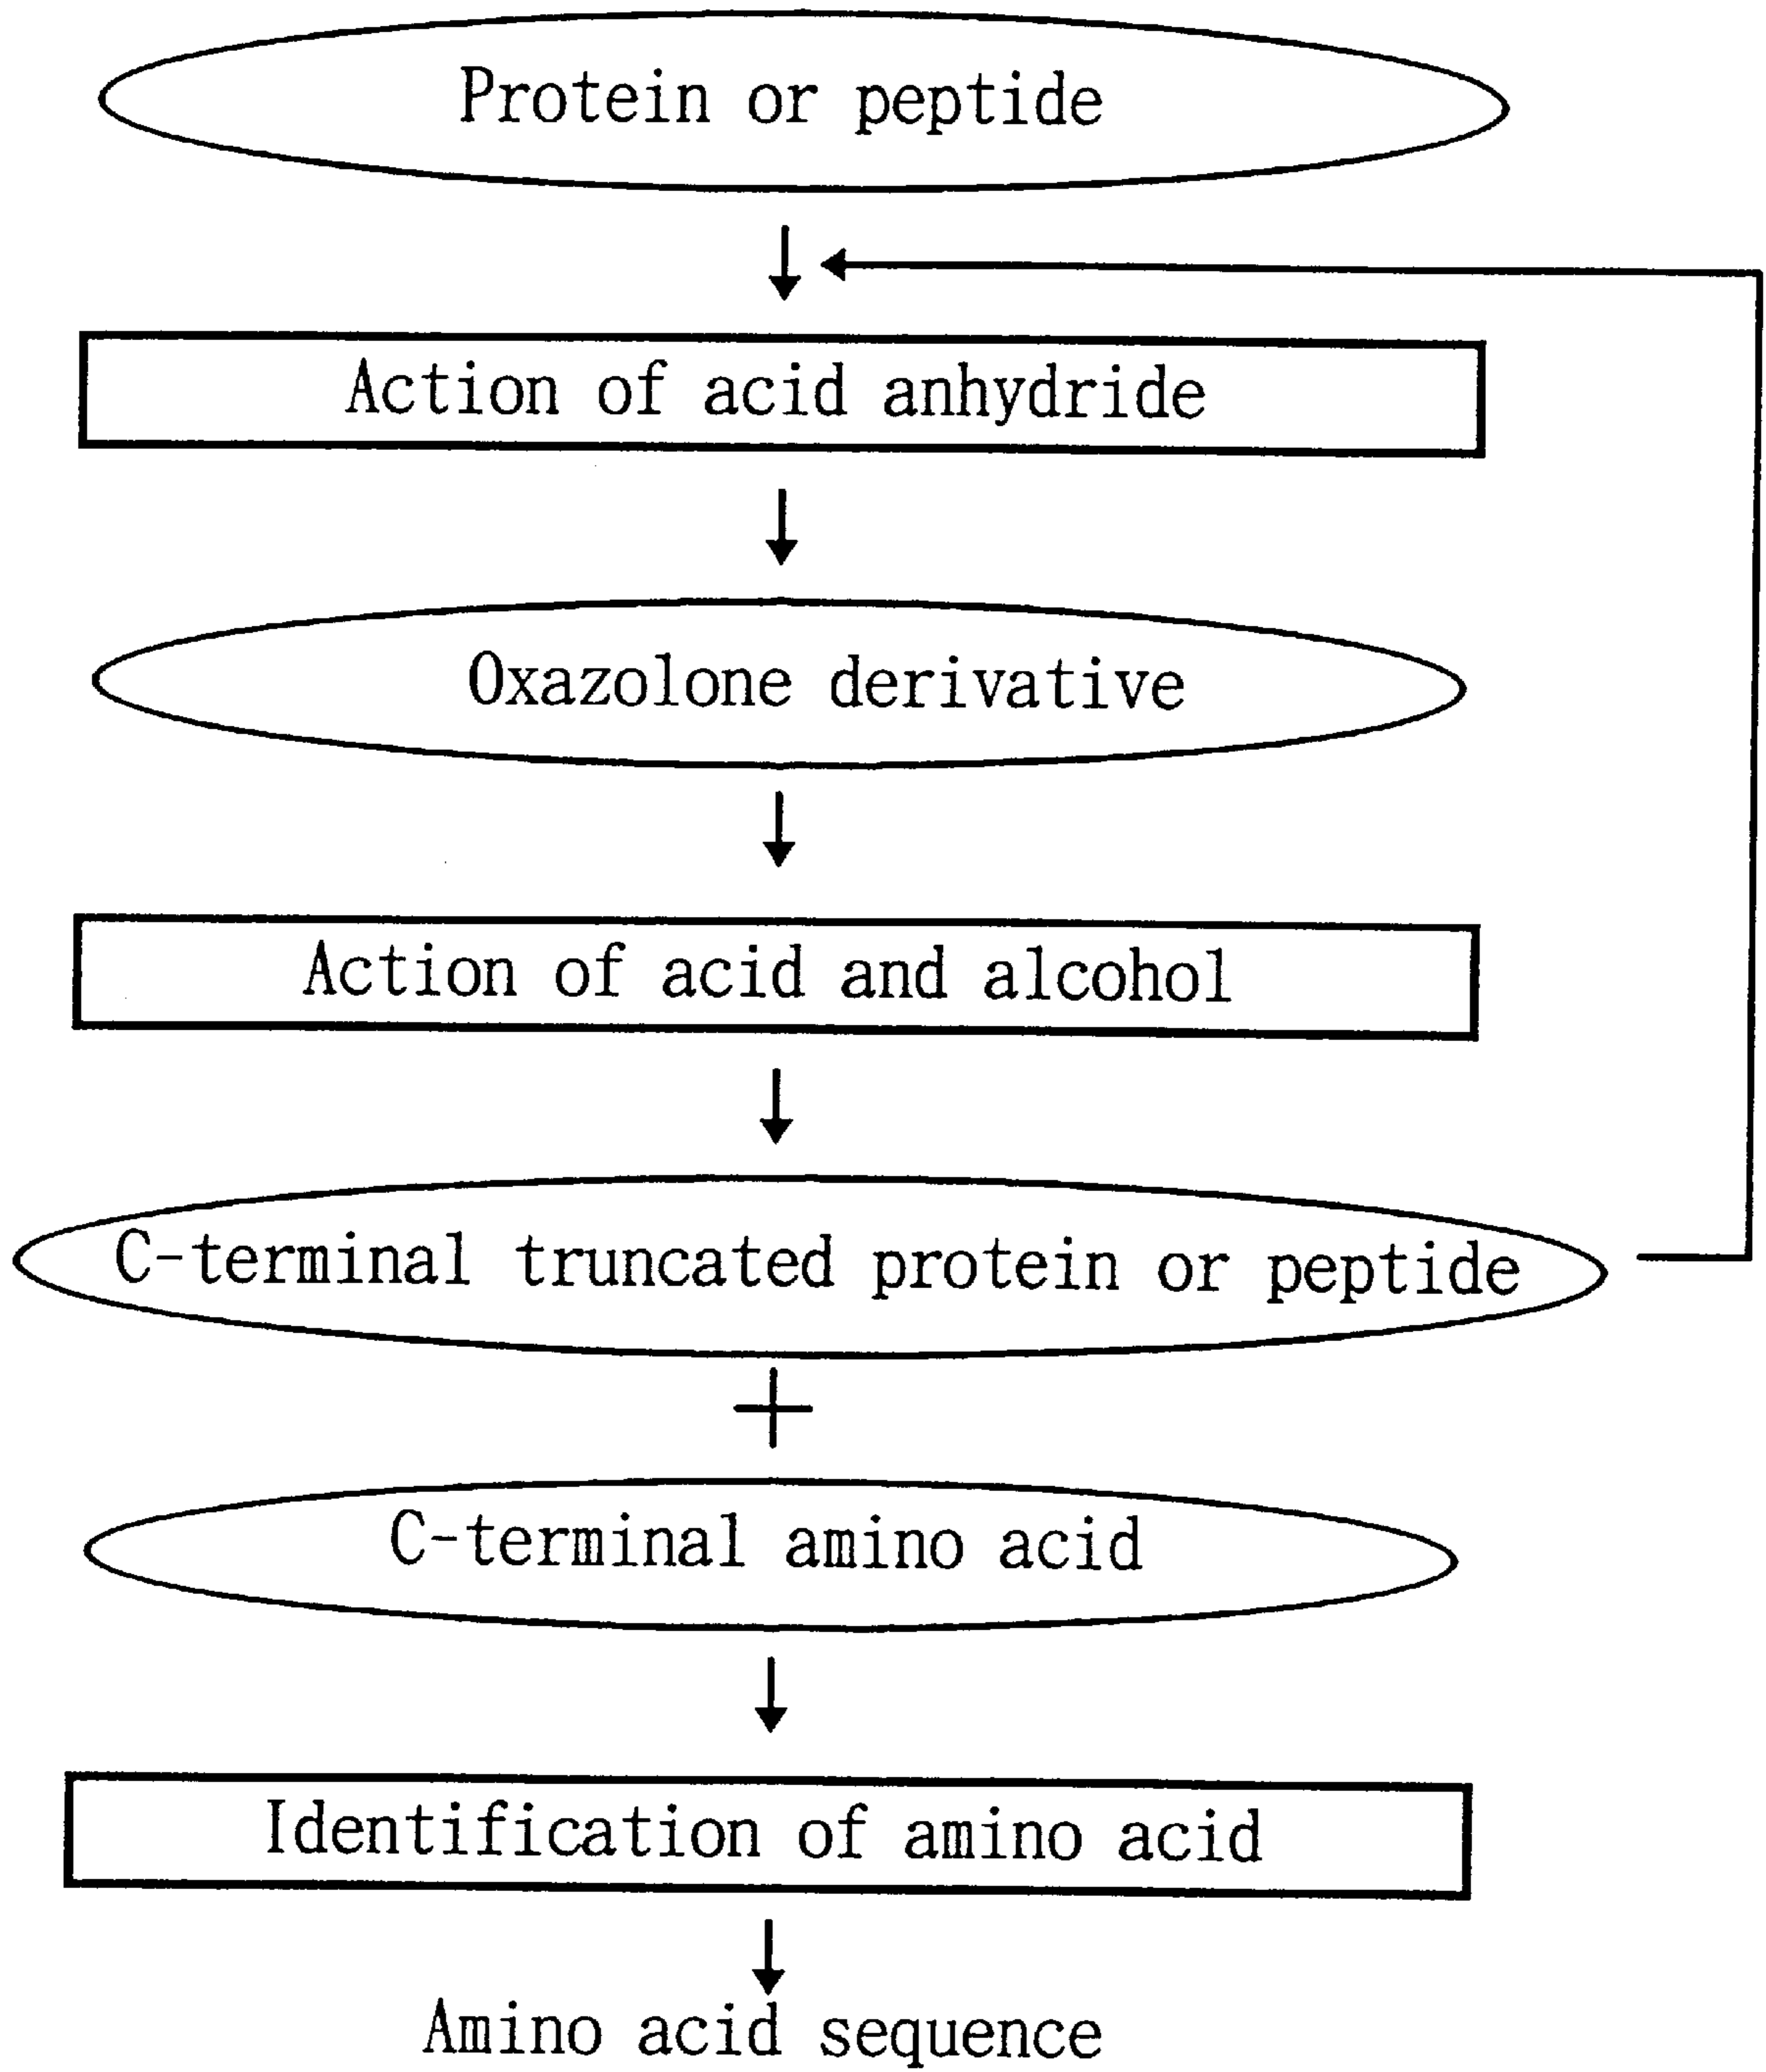 Protein or peptide
Action of acid anhydride
Oxazolone derivative
Action of acid and alcohol
C-terminal truncated protein or peptide
+
C-terminal amino acid
Identification of amino acid
Amino acid sequence